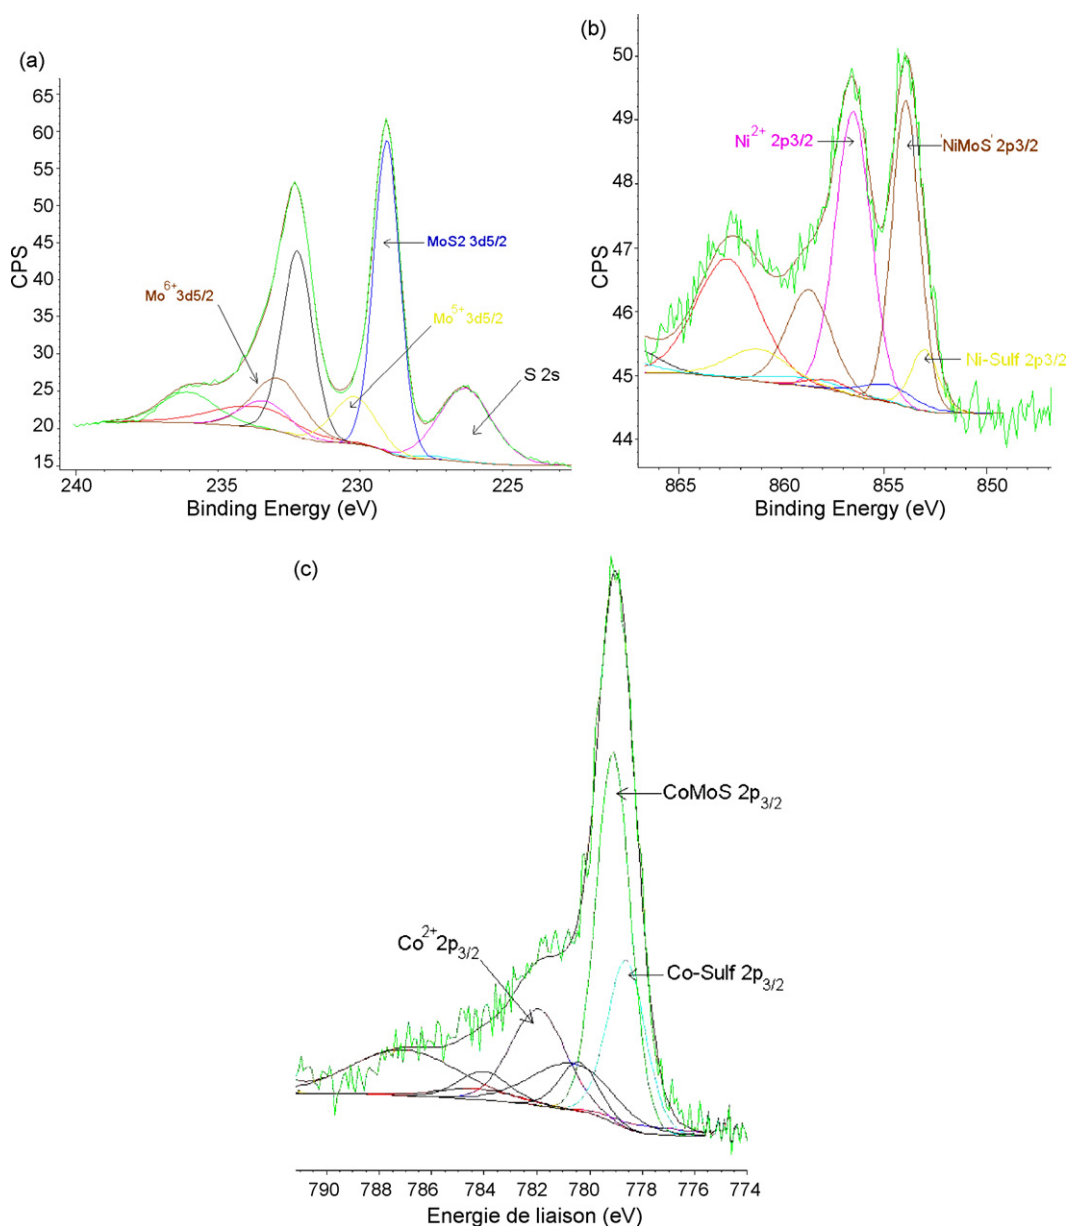 (a)
65
60
55
50
45
40
35
30
25
20
15
CPS
MoS2 3d5/2
Mo6+ 3d5/2
Mo5+ 3d5/2
S 2s
240
235
230
225
Binding Energy (eV)
(b)
50
49
48
47
46
45
44
CPS
Ni2+ 2p3/2
'NiMoS' 2p3/2
Ni-Sulf 2p3/2
865
860
855
850
Binding Energy (eV)
(c)
CoMoS 2p3/2
Co2+ 2p3/2
Co-Sulf 2p3/2
790
788
786
784
782
780
778
776
774
Energie de liaison (eV)